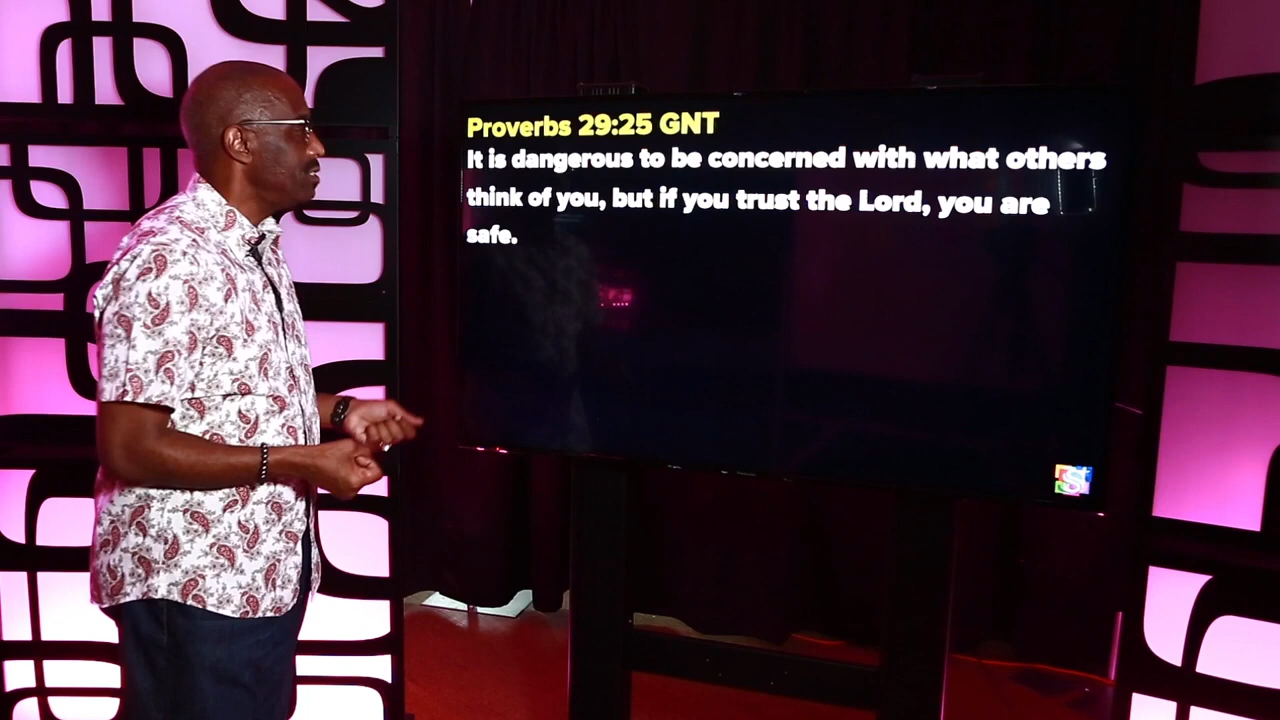 Proverbs 29:25 GNT
It is dangerous to be concerned with what others
think of you, but if you trust the Lord, you are
safe.
S